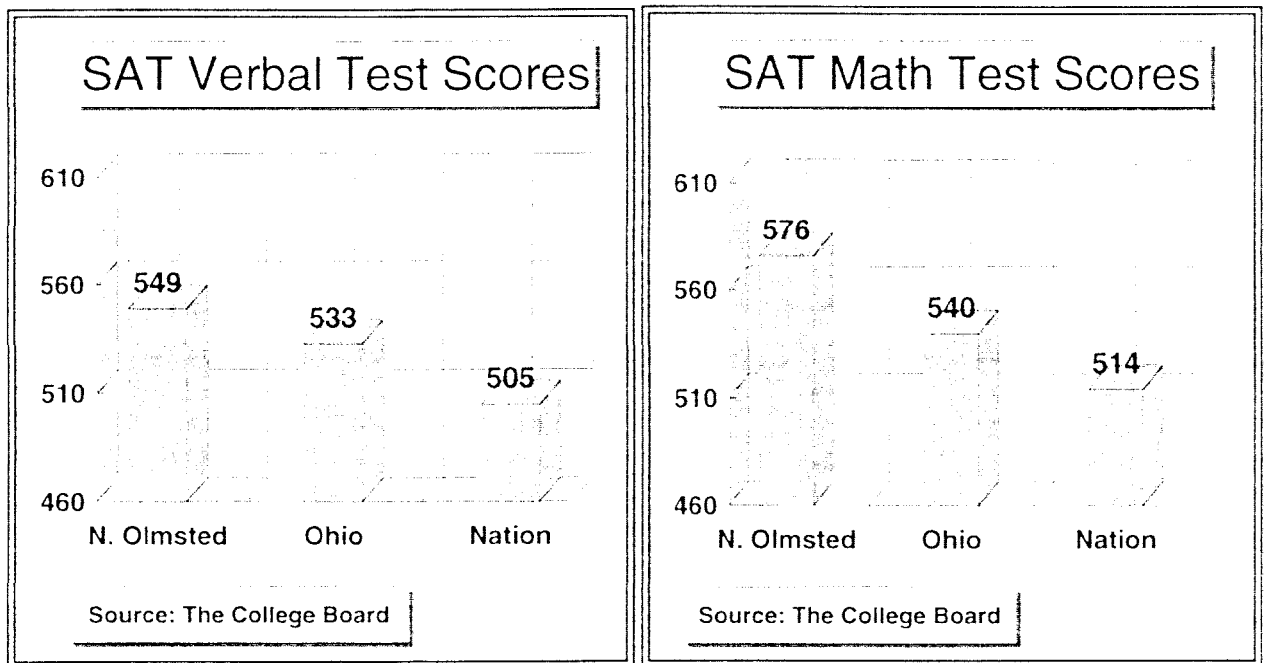 SAT Verbal Test Scores
610
560
510
460
549
533
505
N. Olmsted Ohio Nation
Source: The College Board
SAT Math Test Scores
610
560
510
460
576
540
514
N. Olmsted Ohio Nation
Source: The College Board